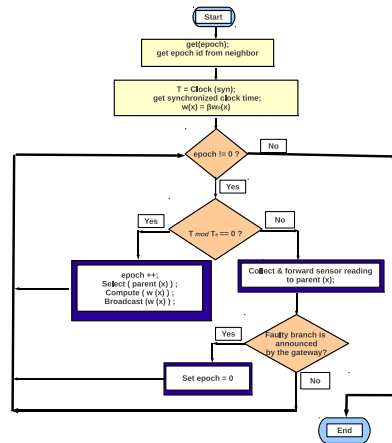 Start
get(epoch);
get epoch id from neighbor
T = Clock (syn);
get synchronized clock time;
w(x) = βwₛ(x)
epoch != 0 ?
No
Yes
T mod Tₑ == 0 ?
Yes
No
epoch ++;
Select ( parent (x) ) ;
Compute ( w (x) ) ;
Broadcast (w (x) ) ;
Collect & forward sensor reading
to parent (x);
Faulty branch is
announced
by the gateway?
Yes
No
Set epoch = 0
End